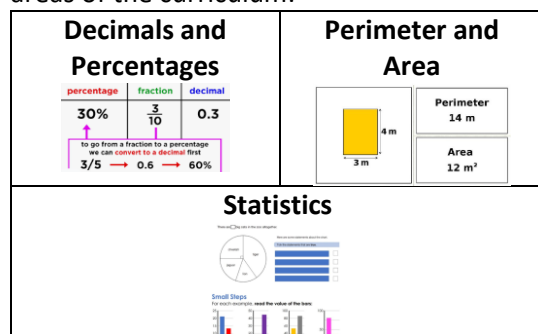 areas of the curriculum.
Decimals and
Percentages
percentage fraction decimal
30% 3/10 0.3
to go from a fraction to a percentage
we can convert to a decimal first
3/5 → 0.6 → 60%
Perimeter and
Area
4 m
3 m
Perimeter
14 m
Area
12 m²
Statistics
Small Steps
For each example, read the value of the bars: